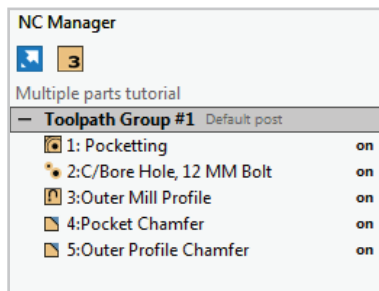 NC Manager
3
Multiple parts tutorial
Toolpath Group #1 Default post
1: Pocketting on
2:C/Bore Hole, 12 MM Bolt on
3:Outer Mill Profile on
4:Pocket Chamfer on
5:Outer Profile Chamfer on